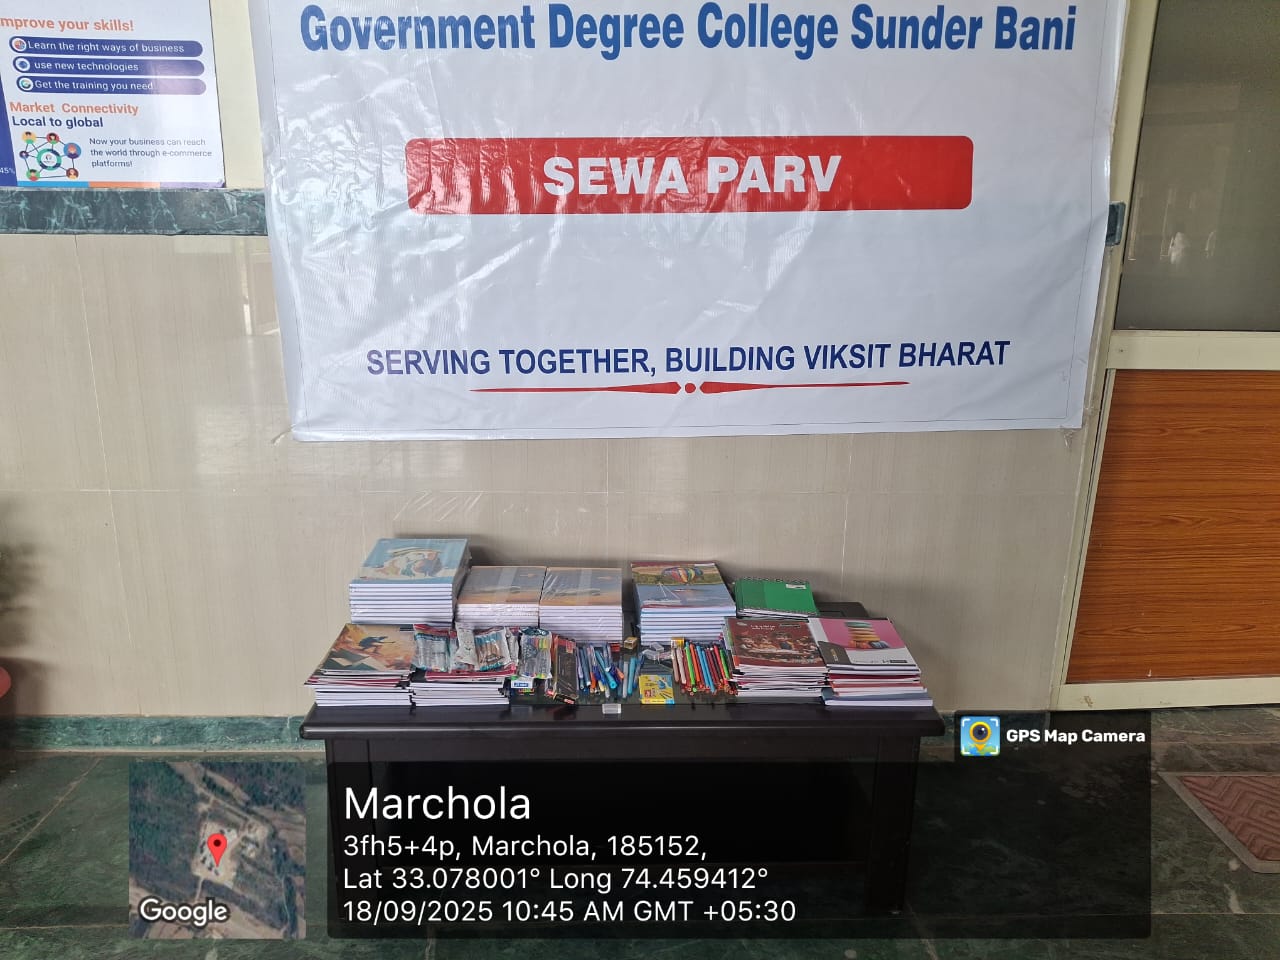 mprove your skills!
Learn the right ways of business
use new technologies
Get the training you need
Market Connectivity
Local to global
Now your business can reach
the world through e-commerce
platforms!
45%
Government Degree College Sunder Bani
SEWA PARV
SERVING TOGETHER, BUILDING VIKSIT BHARAT
GPS Map Camera
Marchola
3fh5+4p, Marchola, 185152,
Lat 33.078001° Long 74.459412°
18/09/2025 10:45 AM GMT +05:30
Google